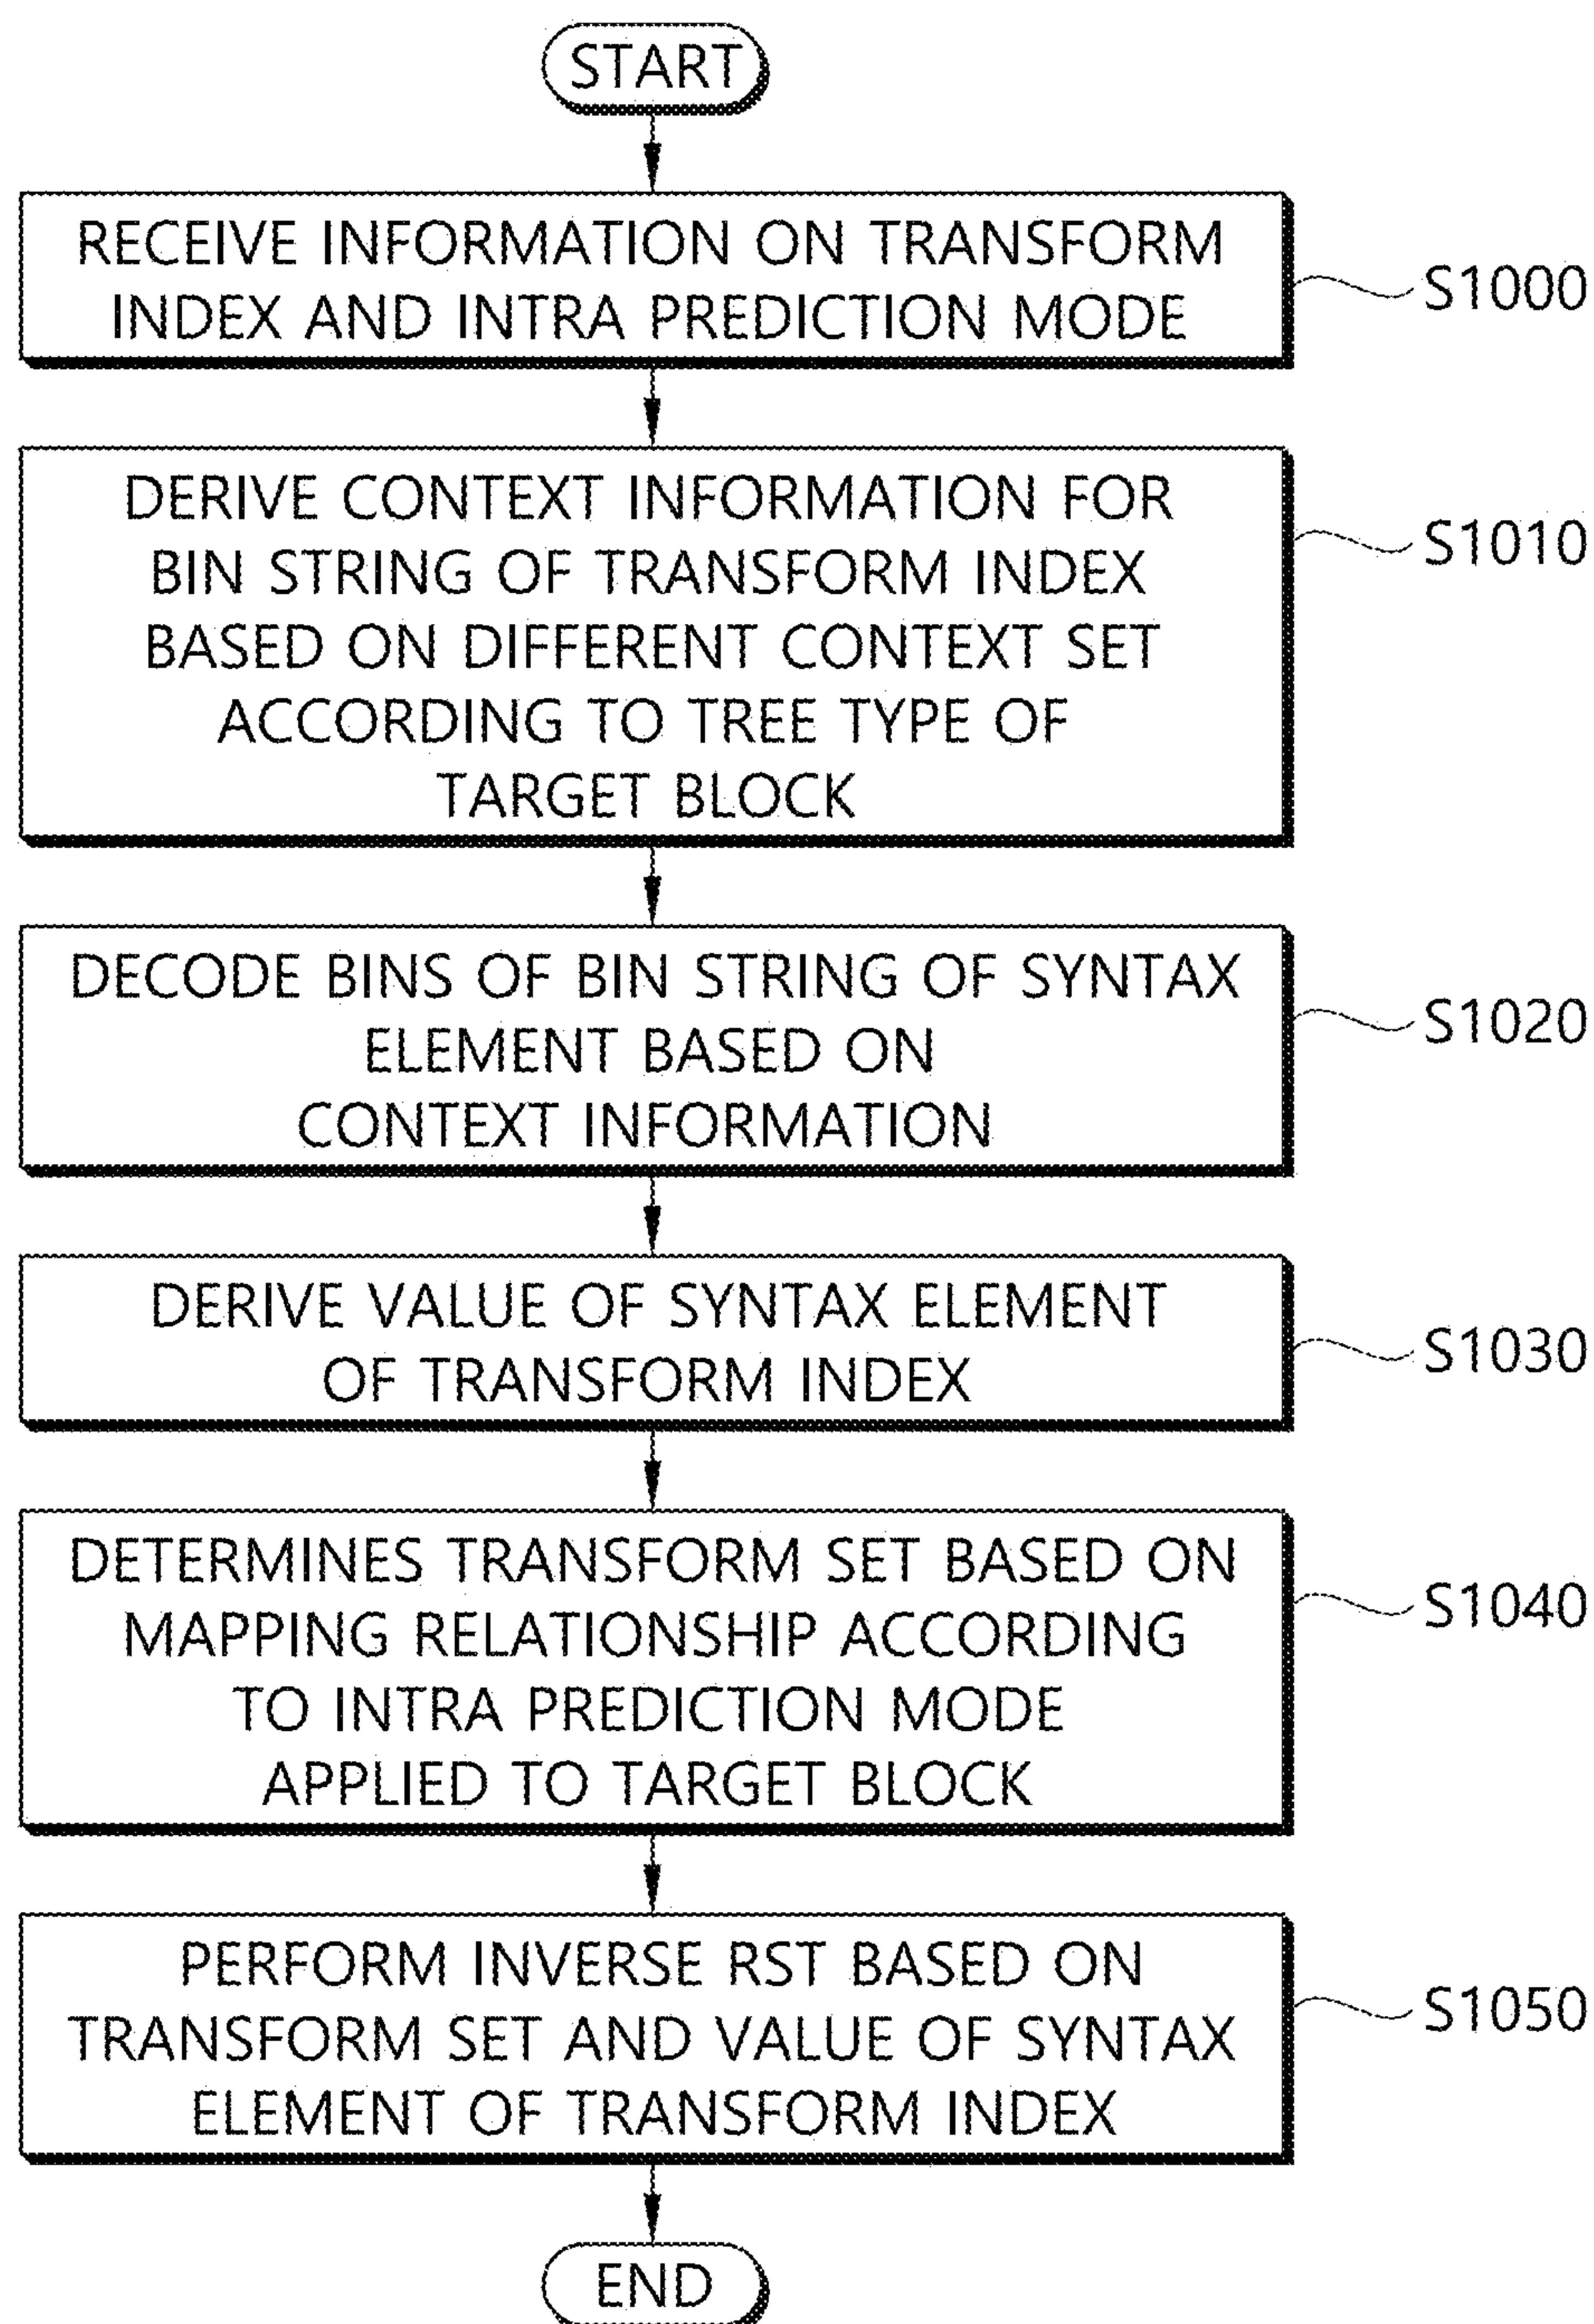 START
RECEIVE INFORMATION ON TRANSFORM
INDEX AND INTRA PREDICTION MODE
S1000
DERIVE CONTEXT INFORMATION FOR
BIN STRING OF TRANSFORM INDEX
BASED ON DIFFERENT CONTEXT SET
ACCORDING TO TREE TYPE OF
TARGET BLOCK
S1010
DECODE BINS OF BIN STRING OF SYNTAX
ELEMENT BASED ON
CONTEXT INFORMATION
S1020
DERIVE VALUE OF SYNTAX ELEMENT
OF TRANSFORM INDEX
S1030
DETERMINES TRANSFORM SET BASED ON
MAPPING RELATIONSHIP ACCORDING
TO INTRA PREDICTION MODE
APPLIED TO TARGET BLOCK
S1040
PERFORM INVERSE RST BASED ON
TRANSFORM SET AND VALUE OF SYNTAX
ELEMENT OF TRANSFORM INDEX
S1050
END